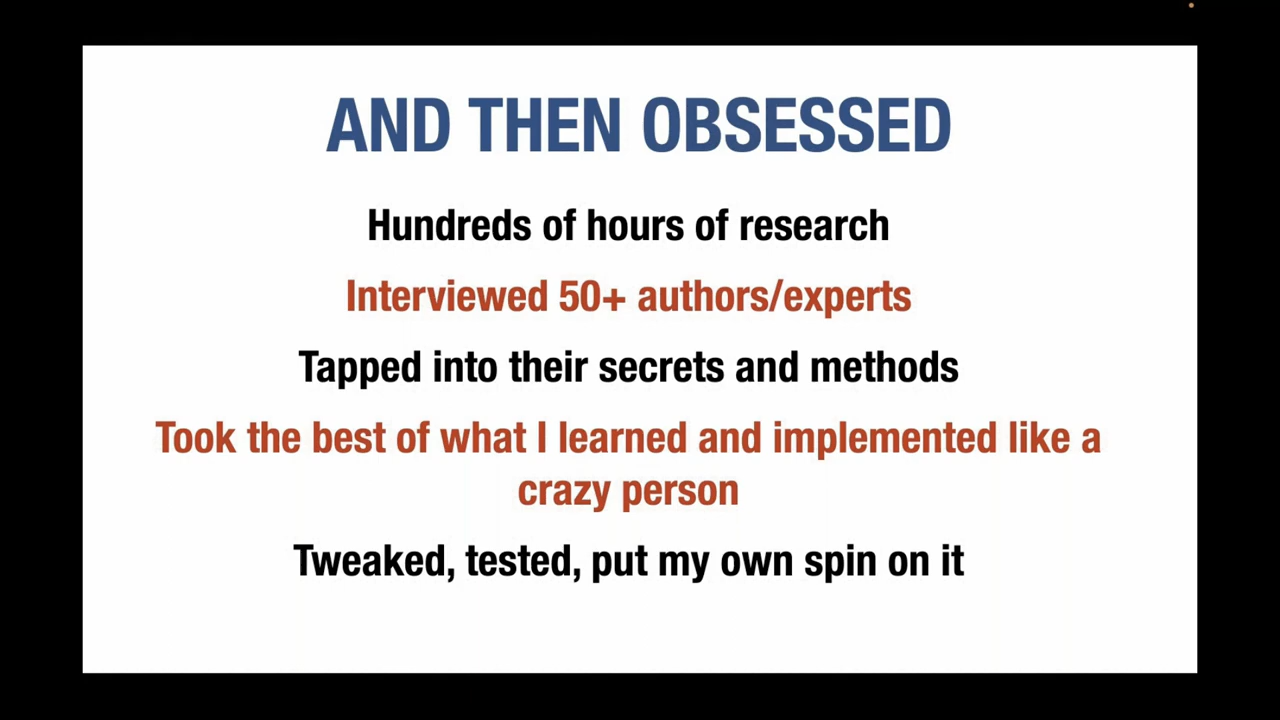 AND THEN OBSESSED
Hundreds of hours of research
Interviewed 50+ authors/experts
Tapped into their secrets and methods
Took the best of what I learned and implemented like a
crazy person
Tweaked, tested, put my own spin on it